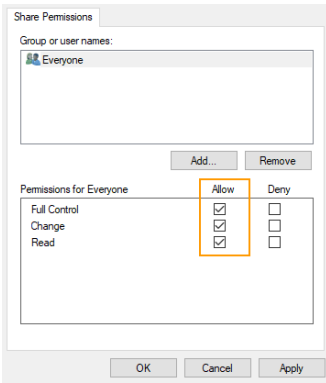 Share Permissions
Group or user names:
Everyone
Add... Remove
Permissions for Everyone Allow Deny
Full Control
Change
Read
OK Cancel Apply